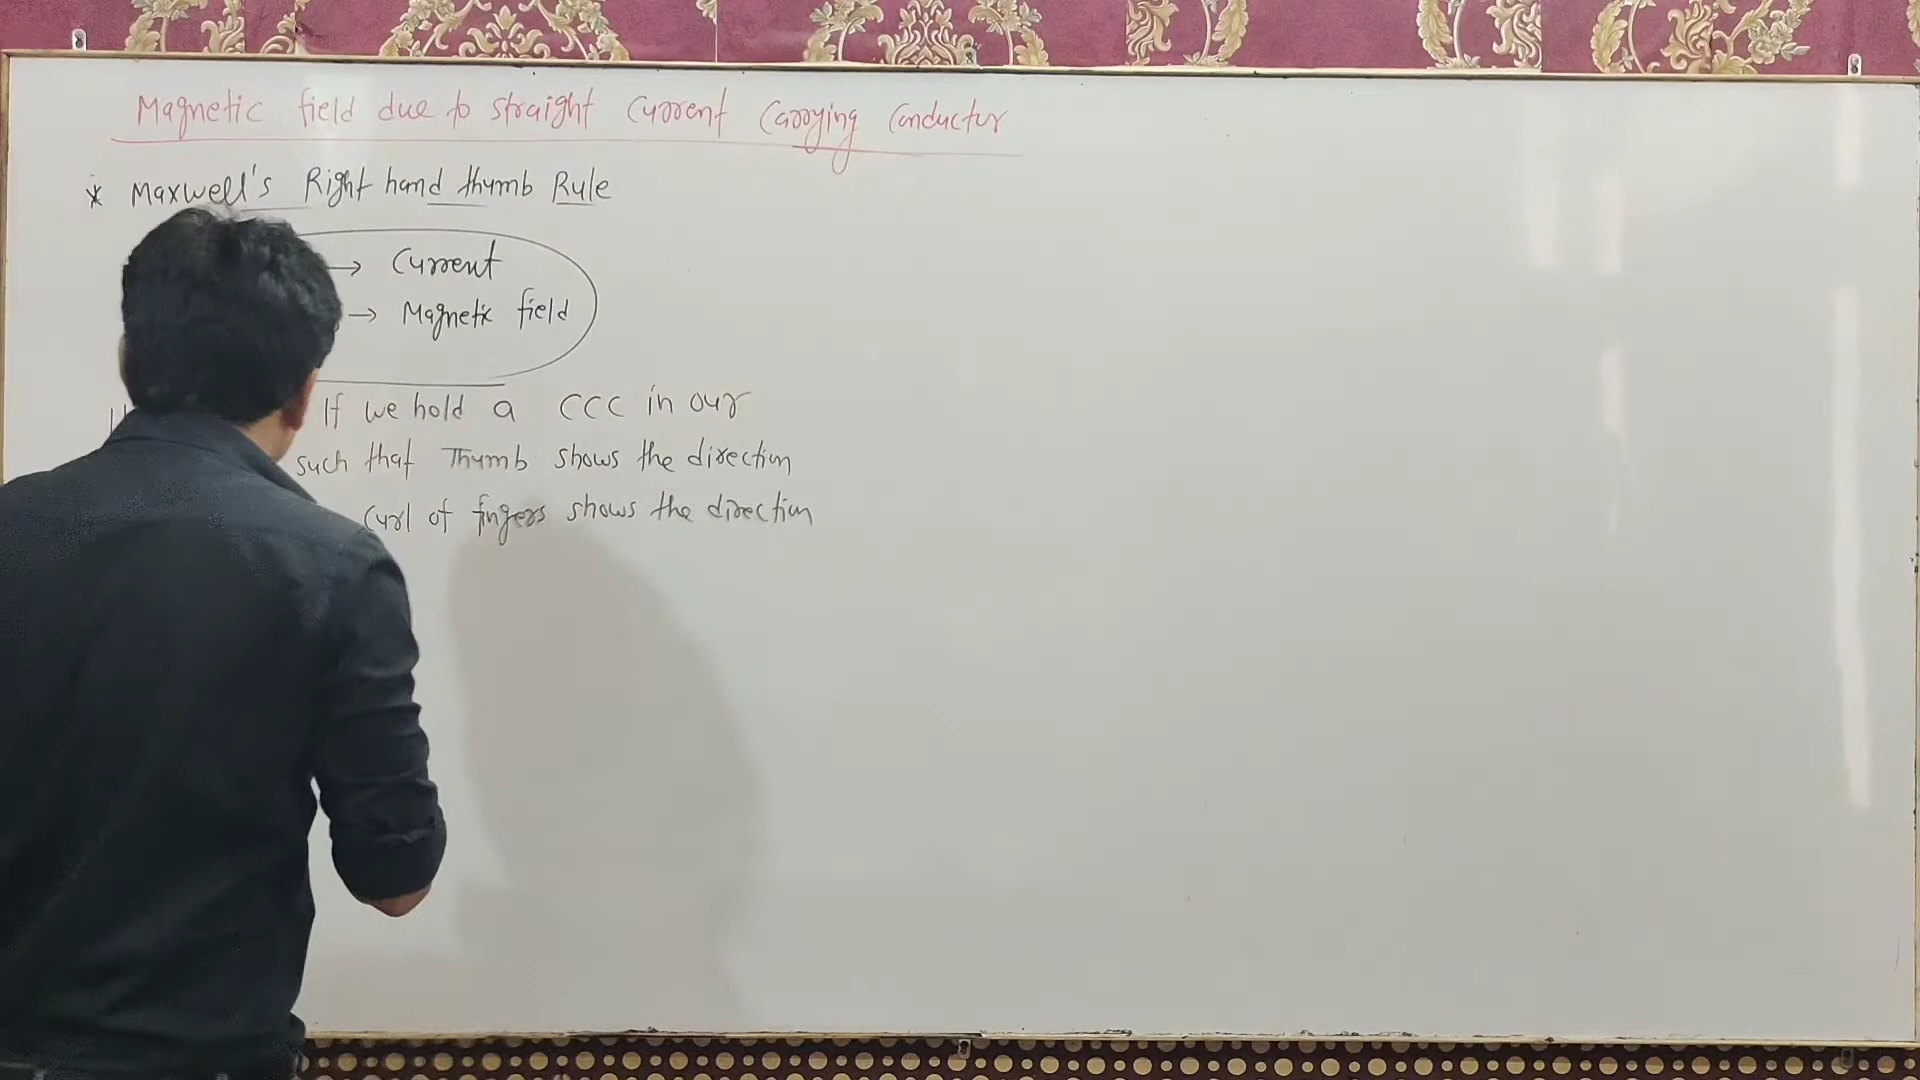 Magnetic field due to straight Current Carrying Conductor
* Maxwell's Right hand thumb Rule
→ Current
→ Magnetic field
If we hold a CCC in our
such that Thumb shows the direction
Curl of fingers shows the direction